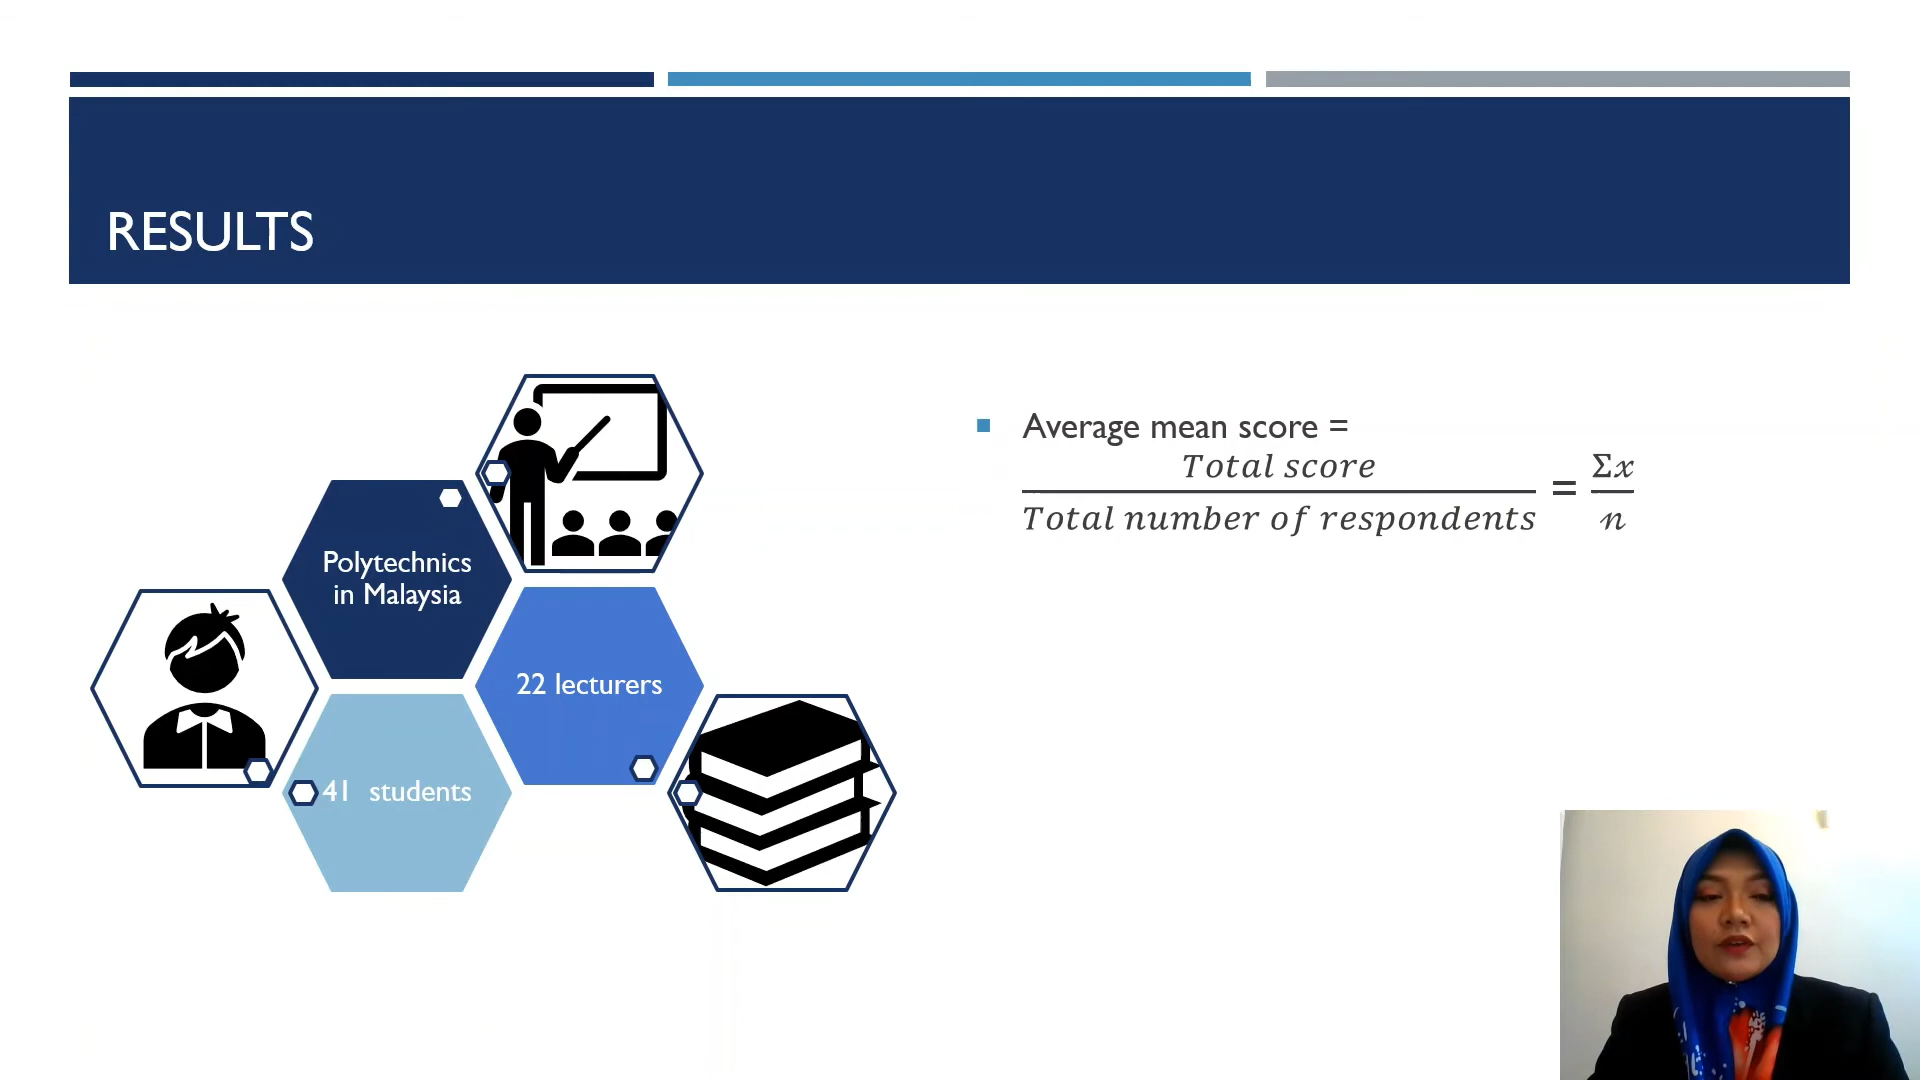 RESULTS
Polytechnics
in Malaysia
22 lecturers
41 students
Average mean score =
Total score
Total number of respondents
=
Σx
n